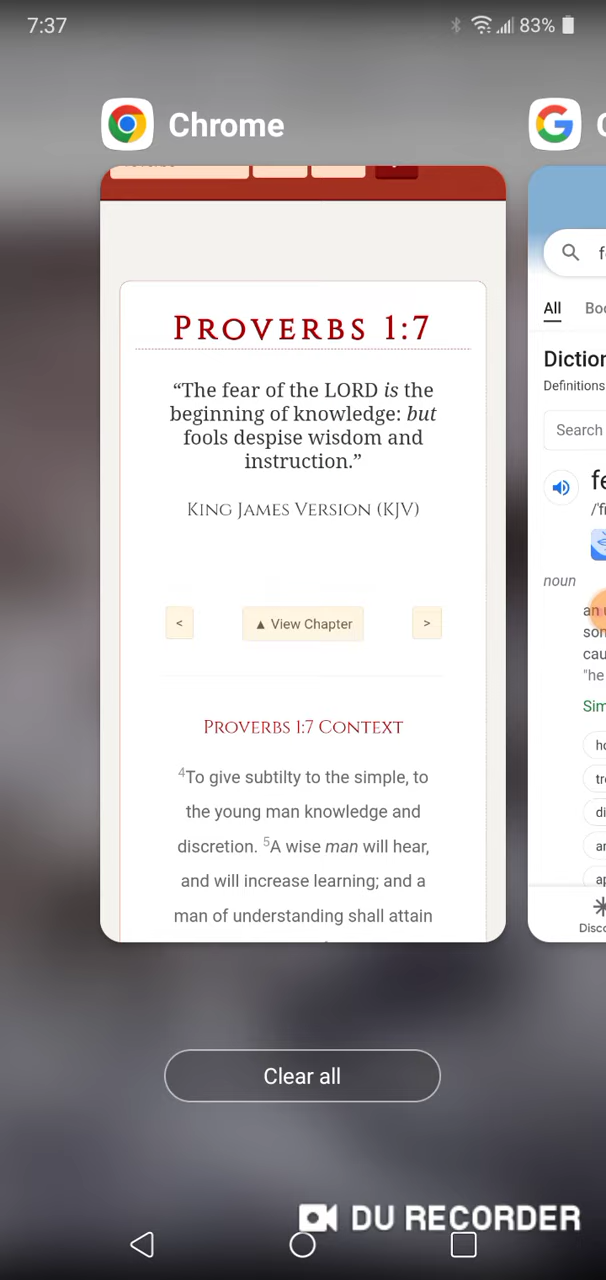 7:37
83%
Chrome
PROVERBS 1:7
“The fear of the LORD is the
beginning of knowledge: but
fools despise wisdom and
instruction.”
KING JAMES VERSION (KJV)
<
▲ View Chapter
>
PROVERBS 1:7 CONTEXT
4To give subtilty to the simple, to
the young man knowledge and
discretion. 5A wise man will hear,
and will increase learning; and a
man of understanding shall attain
All
Definitions
Search
noun
"he
Clear all
DU RECORDER